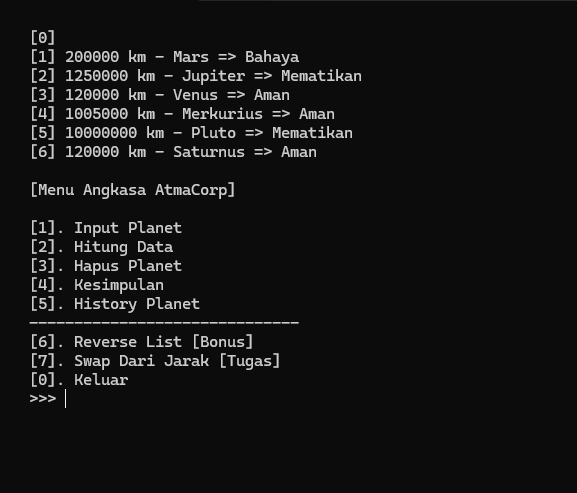 [0]
[1] 200000 km - Mars => Bahaya
[2] 1250000 km - Jupiter => Mematikan
[3] 120000 km - Venus => Aman
[4] 1005000 km - Merkurius => Aman
[5] 10000000 km - Pluto => Mematikan
[6] 120000 km - Saturnus => Aman
[Menu Angkasa AtmaCorp]
[1]. Input Planet
[2]. Hitung Data
[3]. Hapus Planet
[4]. Kesimpulan
[5]. History Planet
------------------------------
[6]. Reverse List [Bonus]
[7]. Swap Dari Jarak [Tugas]
[0]. Keluar
>>>